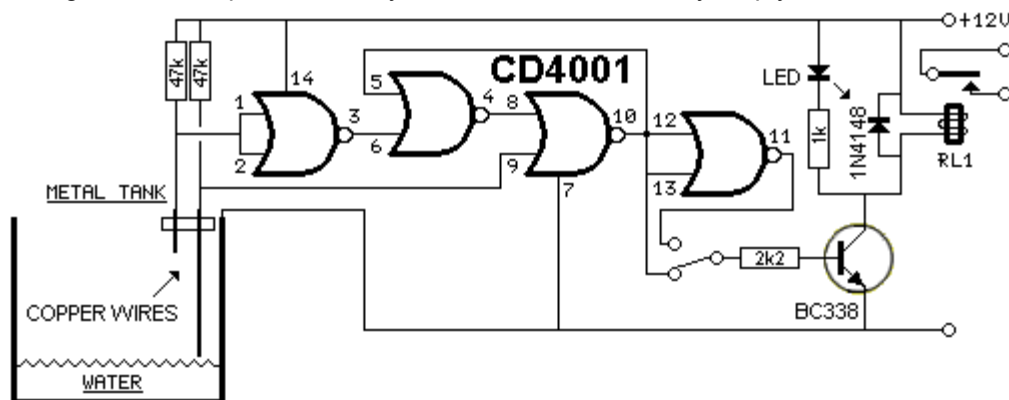 +12V
47k
47k
14
CD4001
LED
1k
1N4148
RL1
1
2
3
5
6
4
8
9
10
7
12
13
11
METAL TANK
2k2
BC338
COPPER WIRES
WATER